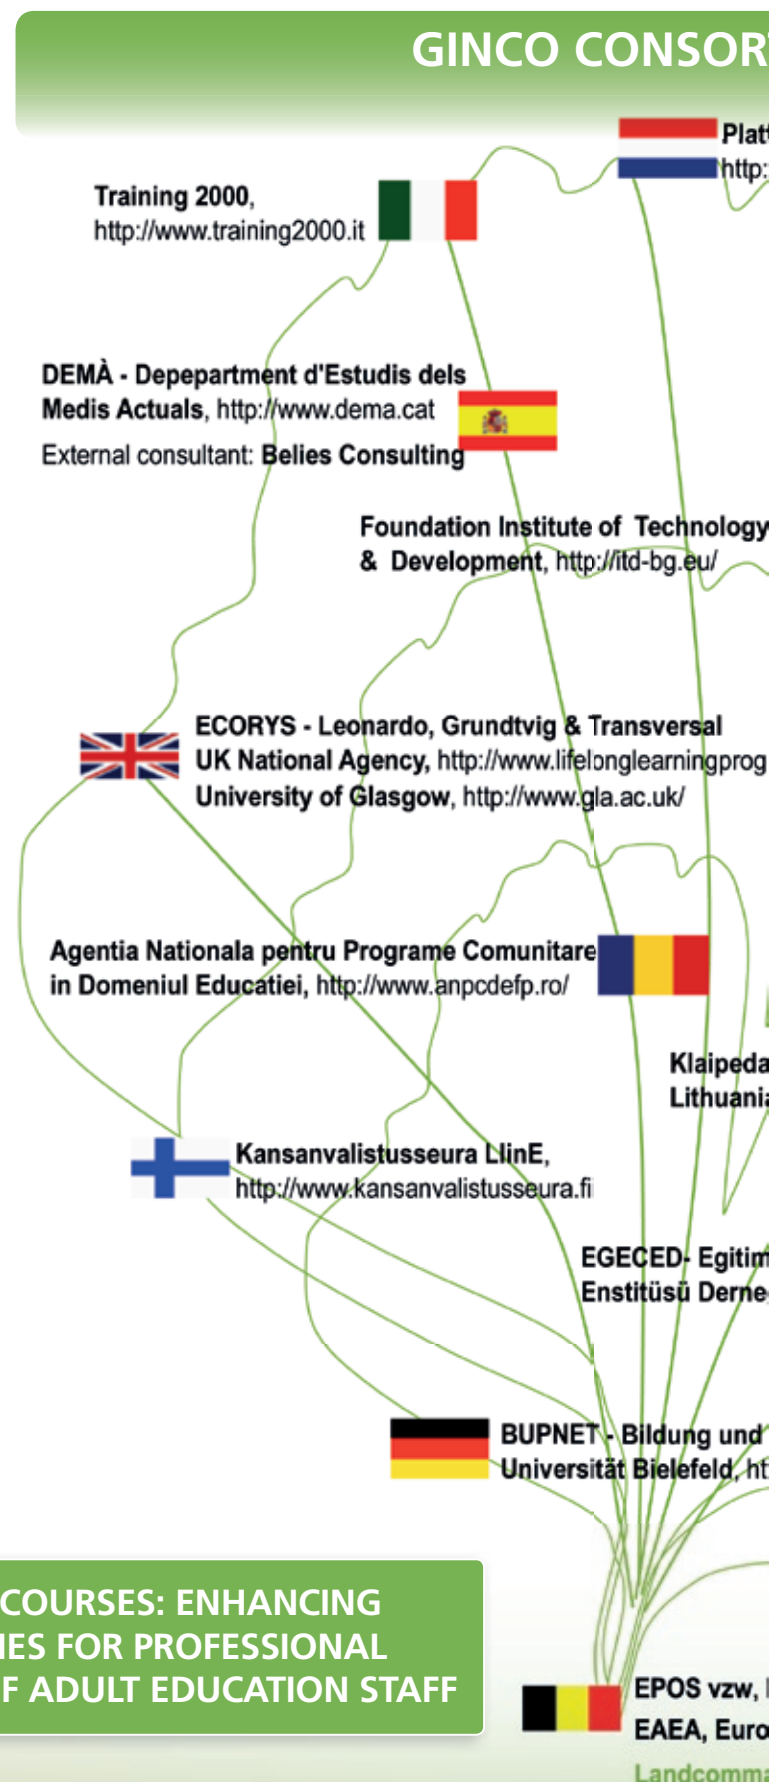 GINCO CONSORT
Platt
http:
Training 2000,
http://www.training2000.it
DEMÀ - Depepartment d'Estudis dels
Medis Actuals, http://www.dema.cat
External consultant: Belies Consulting
Foundation Institute of Technology
& Development, http://itd-bg.eu/
ECORYS - Leonardo, Grundtvig & Transversal
UK National Agency, http://www.lifelonglearningprog
University of Glasgow, http://www.gla.ac.uk/
Agentia Nationala pentru Programe Comunitare
in Domeniul Educatiei, http://www.anpcdefp.ro/
Klaipeda
Lithuania
Kansanvalistusseura LlinE,
http://www.kansanvalistusseura.fi
EGECED- Egitim
Enstitüsü Derne
BUPNET - Bildung und
Universität Bielefeld, ht
COURSES: ENHANCING
IES FOR PROFESSIONAL
F ADULT EDUCATION STAFF
EPOS vzw,
EAEA, Euro
Landcomma